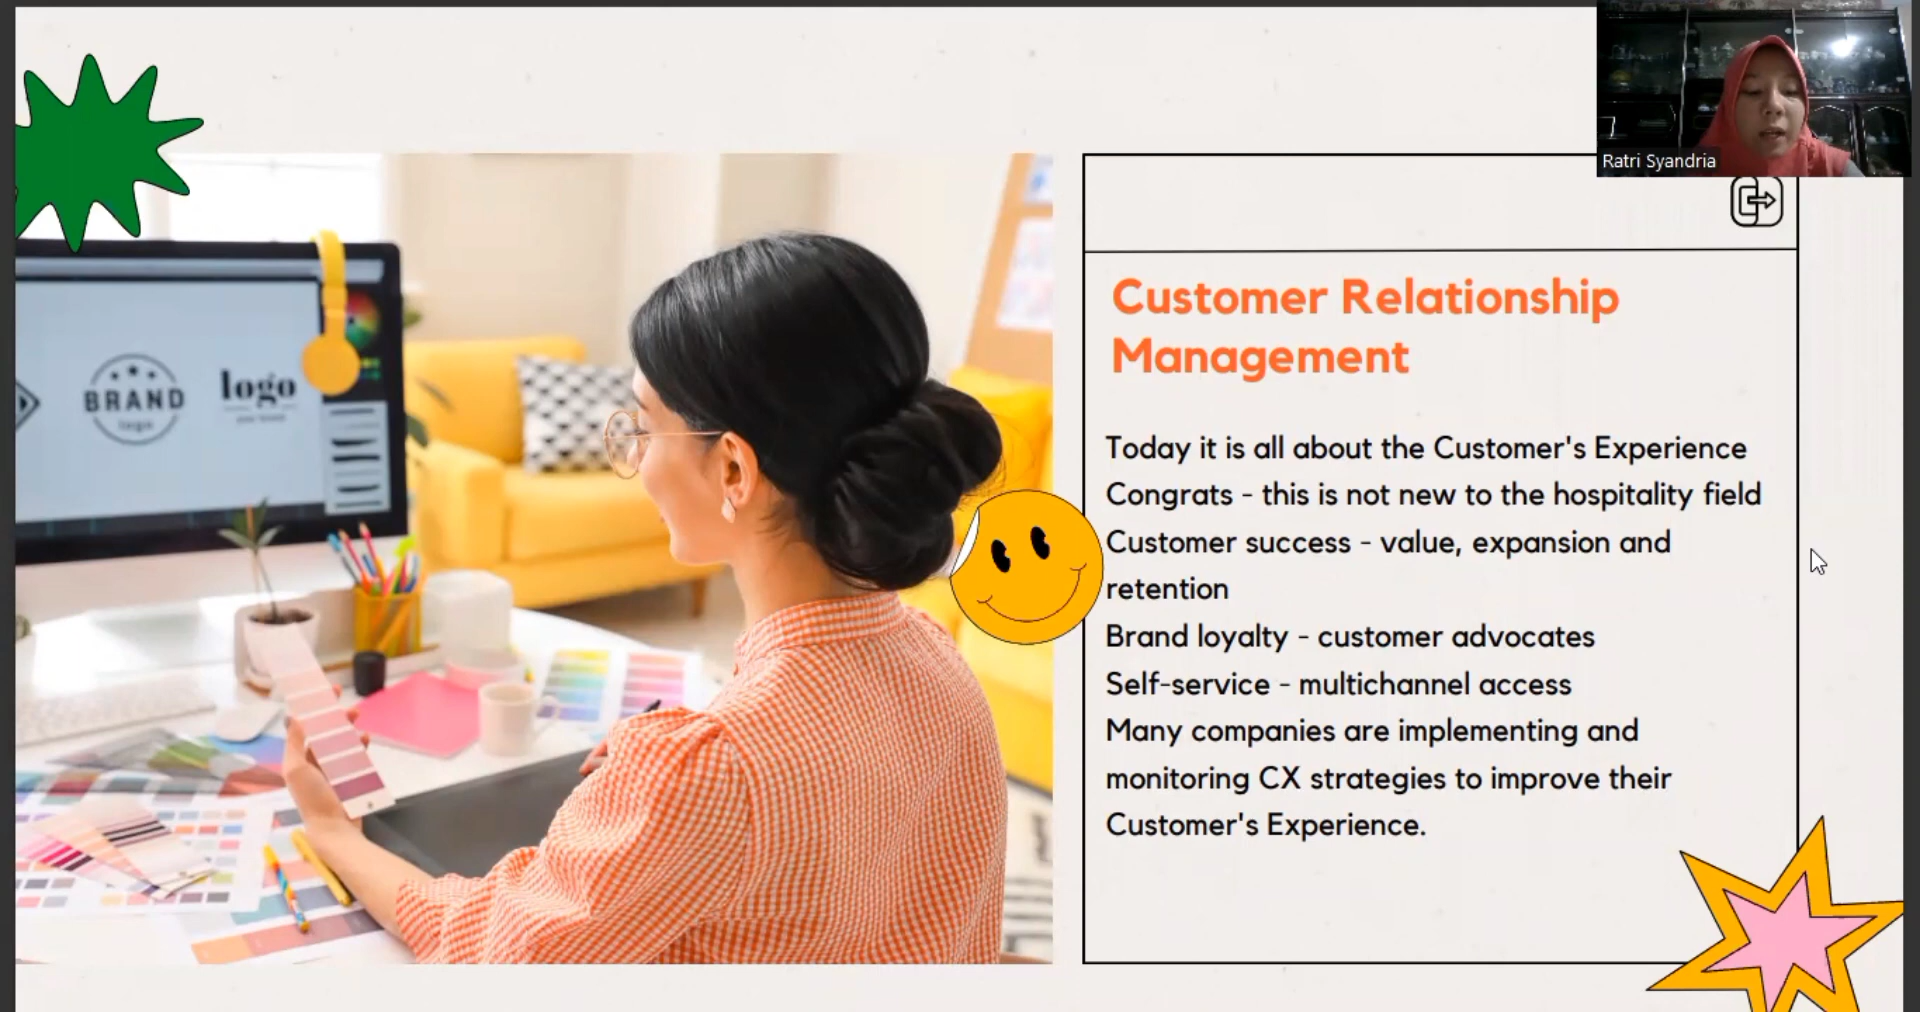 Ratri Syandria
BRAND
logo
logo
Customer Relationship
Management
Today it is all about the Customer's Experience
Congrats - this is not new to the hospitality field
Customer success - value, expansion and
retention
Brand loyalty - customer advocates
Self-service - multichannel access
Many companies are implementing and
monitoring CX strategies to improve their
Customer's Experience.